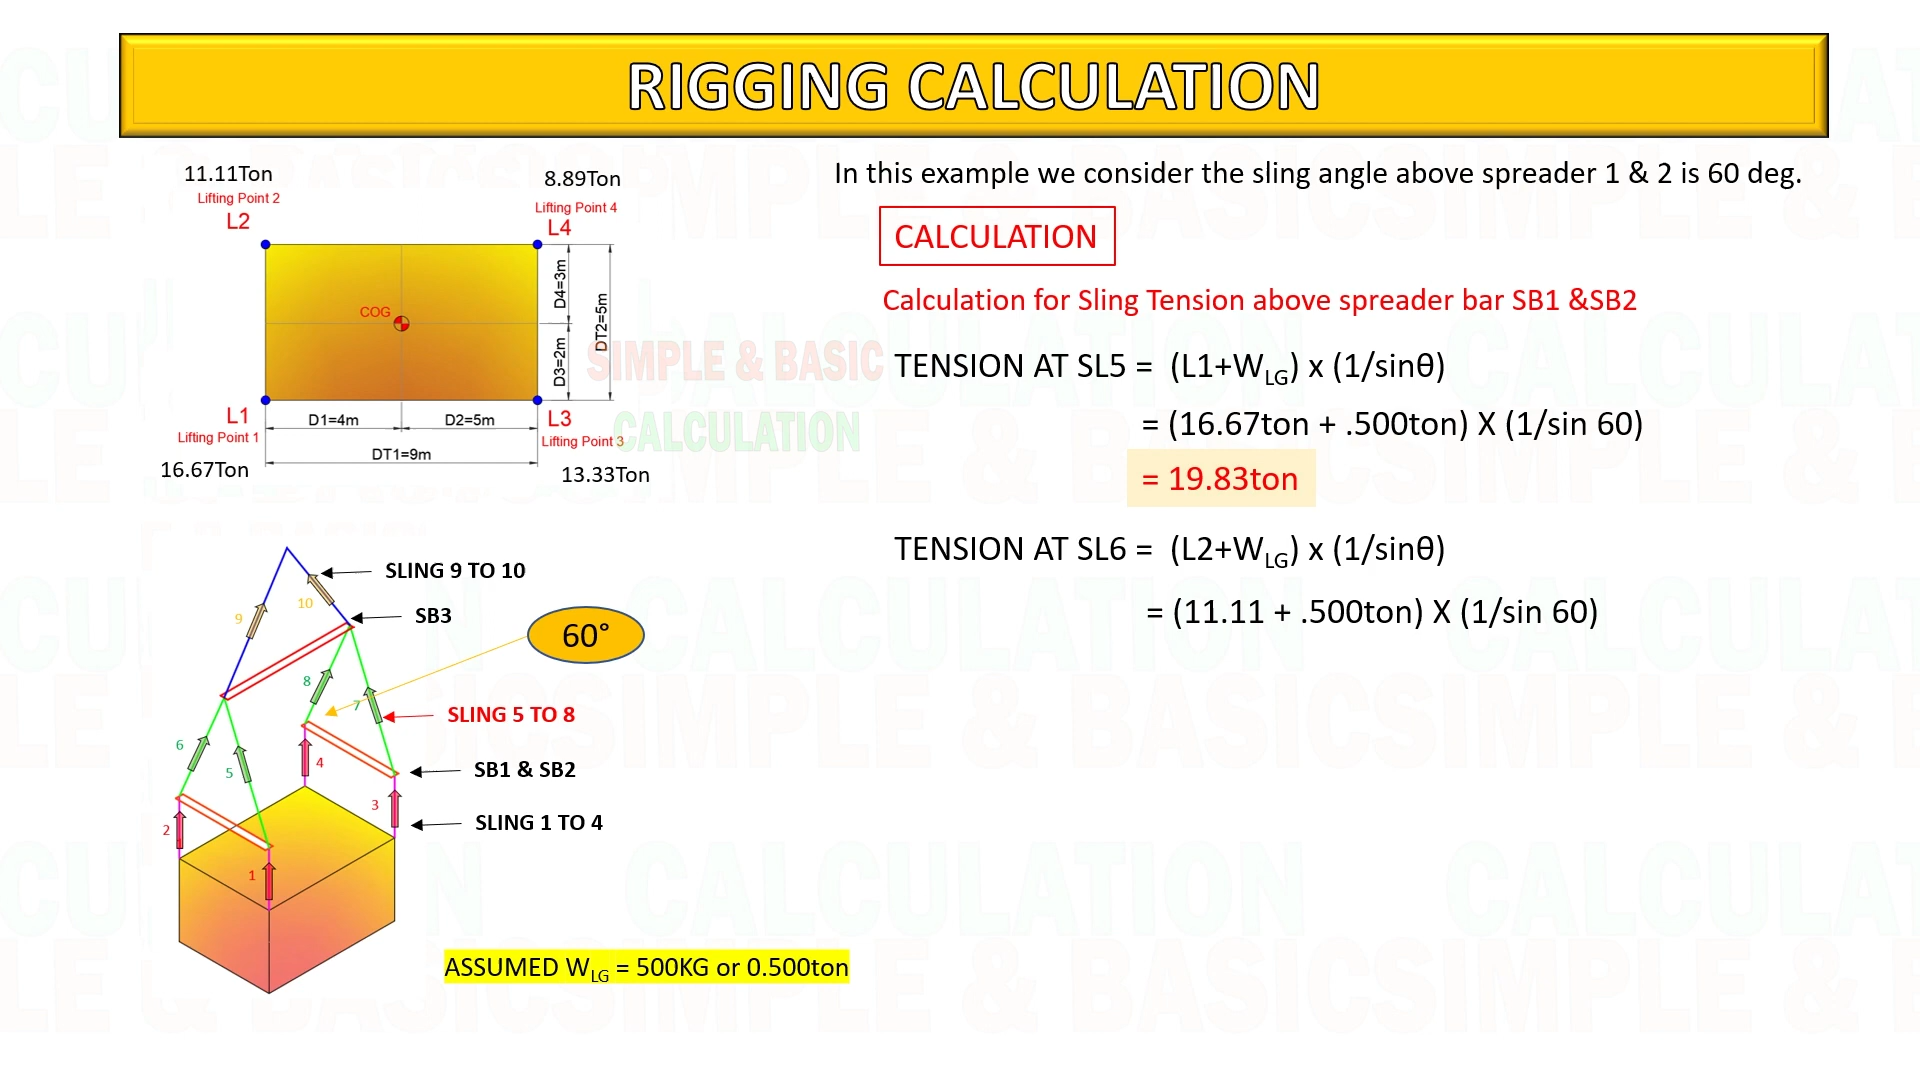 RIGGING CALCULATION
11.11Ton
Lifting Point 2
L2
8.89Ton
Lifting Point 4
L4
COG
D4=3m
D3=2m
DT2=5m
L1
Lifting Point 1
16.67Ton
D1=4m
D2=5m
DT1=9m
L3
Lifting Point 3
13.33Ton
SIMPLE & BASIC
CALCULATION
In this example we consider the sling angle above spreader 1 & 2 is 60 deg.
CALCULATION
Calculation for Sling Tension above spreader bar SB1 &SB2
TENSION AT SL5 = (L1+WLG) x (1/sinθ)
= (16.67ton + .500ton) X (1/sin 60)
= 19.83ton
TENSION AT SL6 = (L2+WLG) x (1/sinθ)
= (11.11 + .500ton) X (1/sin 60)
SLING 9 TO 10
SB3
60°
SLING 5 TO 8
SB1 & SB2
SLING 1 TO 4
9
10
8
7
6
5
4
3
2
1
ASSUMED WLG = 500KG or 0.500ton